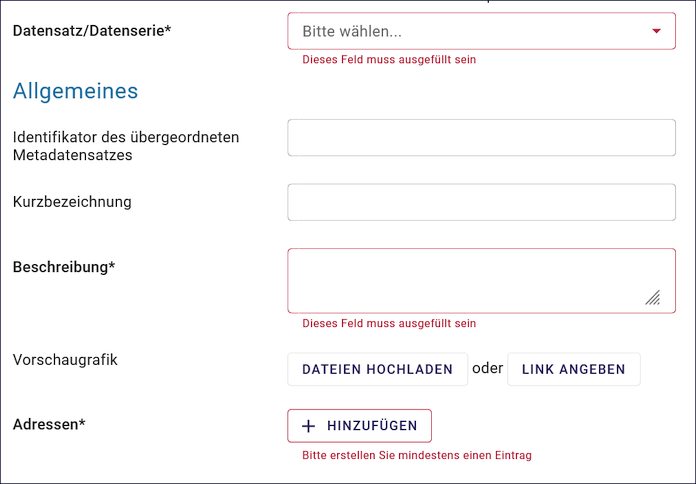 Datensatz/Datenserie*
Bitte wählen...
Dieses Feld muss ausgefüllt sein
Allgemeines
Identifikator des übergeordneten
Metadatensatzes
Kurzbezeichnung
Beschreibung*
Dieses Feld muss ausgefüllt sein
Vorschaugrafik
DATEIEN HOCHLADEN oder LINK ANGEBEN
Adressen*
+ HINZUFÜGEN
Bitte erstellen Sie mindestens einen Eintrag